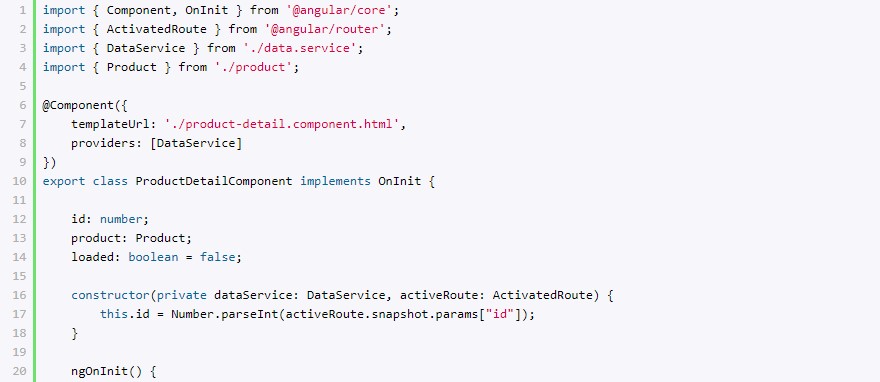 1 import { Component, OnInit } from '@angular/core';
2 import { ActivatedRoute } from '@angular/router';
3 import { DataService } from './data.service';
4 import { Product } from './product';
5
6 @Component({
7     templateUrl: './product-detail.component.html',
8     providers: [DataService]
9 })
10 export class ProductDetailComponent implements OnInit {
11
12     id: number;
13     product: Product;
14     loaded: boolean = false;
15
16     constructor(private dataService: DataService, activeRoute: ActivatedRoute) {
17         this.id = Number.parseInt(activeRoute.snapshot.params["id"]);
18     }
19
20     ngOnInit() {